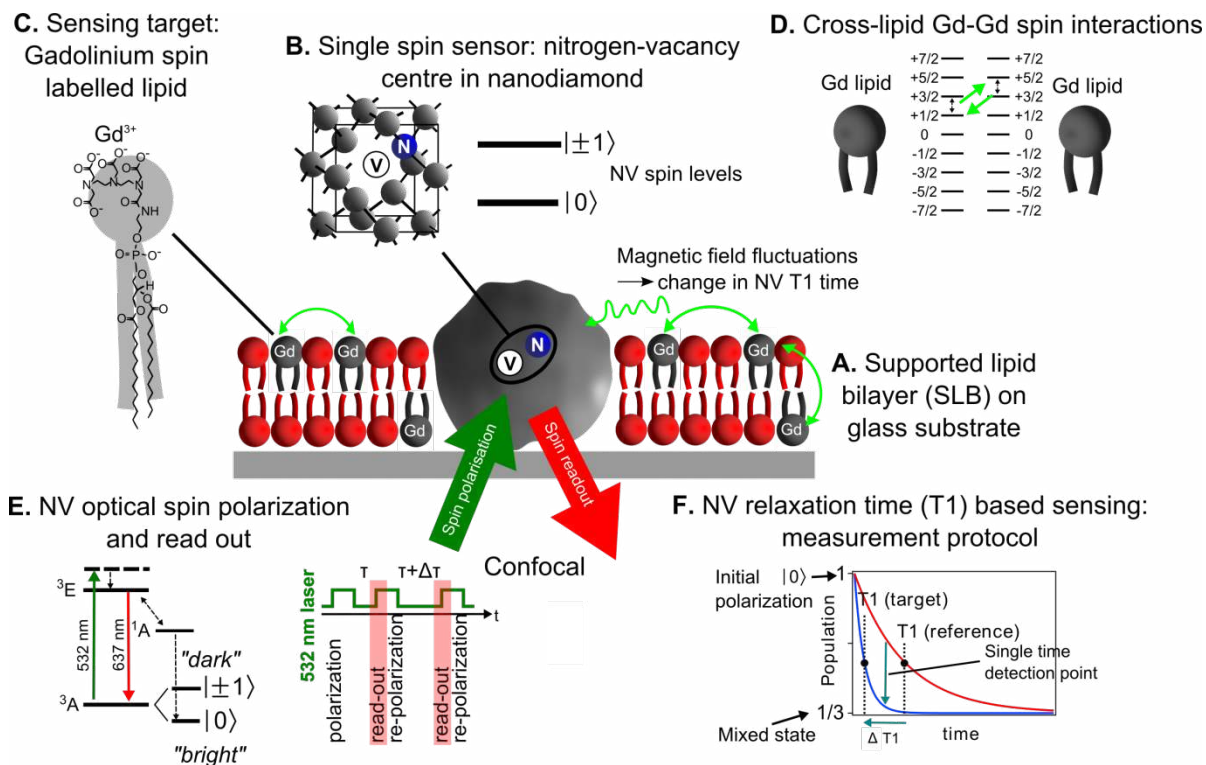 C. Sensing target:
Gadolinium spin
labelled lipid
Gd³⁺
O⁻
O
O⁻
O
O⁻
O
N
N
N
O
O⁻
O
O⁻
O
NH
O
O
P
O⁻
O
H
O
O
O
B. Single spin sensor: nitrogen-vacancy
centre in nanodiamond
N
V
|±1⟩
NV spin levels
|0⟩
D. Cross-lipid Gd-Gd spin interactions
Gd lipid
+7/2
+5/2
+3/2
+1/2
0
-1/2
-3/2
-5/2
-7/2
+7/2
+5/2
+3/2
+1/2
0
-1/2
-3/2
-5/2
-7/2
Gd lipid
Magnetic field fluctuations
→ change in NV T1 time
Gd
Gd
Gd
V
N
Gd
Gd
Gd
A. Supported lipid
bilayer (SLB) on
glass substrate
Spin polarisation
Spin readout
E. NV optical spin polarization
and read out
³E
¹A
³A
532 nm
637 nm
"dark"
|±1⟩
|0⟩
"bright"
532 nm laser
τ
τ+Δτ
t
polarization
read-out
re-polarization
read-out
re-polarization
Confocal
F. NV relaxation time (T1) based sensing:
measurement protocol
Initial |0⟩
polarization
1
Population
1/3
Mixed state
T1 (target)
T1 (reference)
Single time
detection point
Δ T1
time